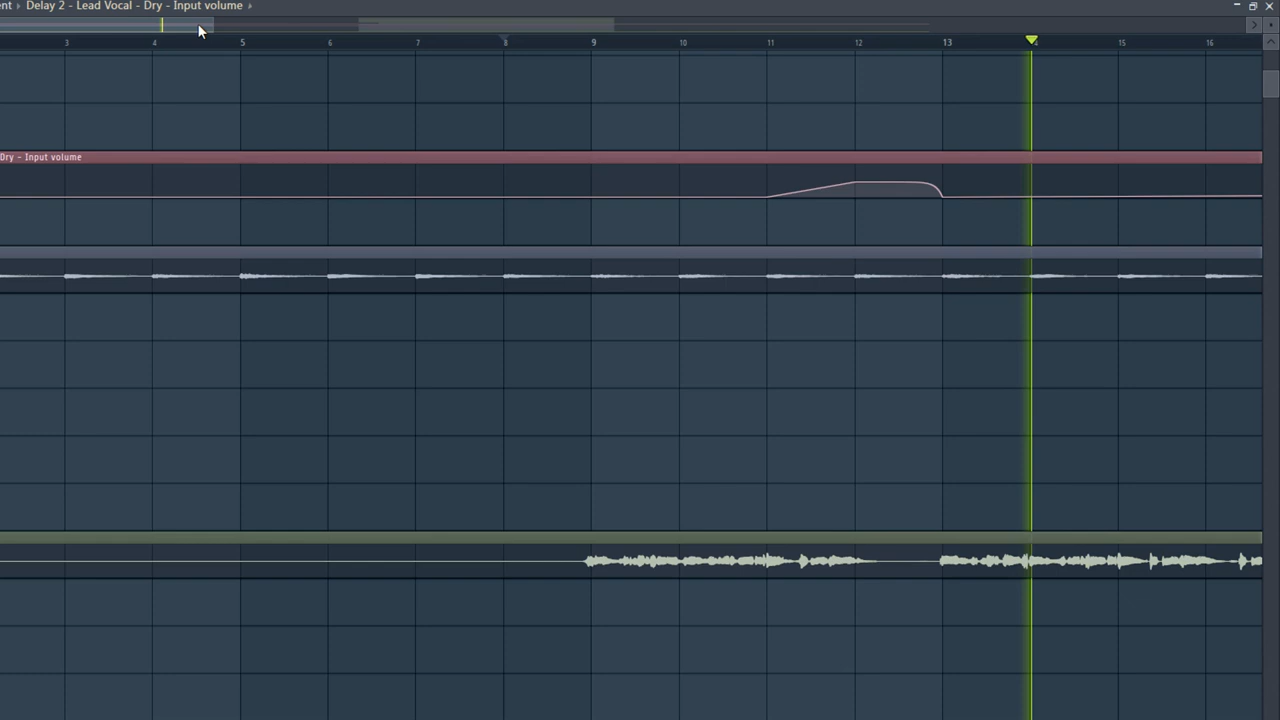 ent › Delay 2 - Lead Vocal - Dry - Input volume ›
3 4 5 6 7 8 9 10 11 12 13 15 16
Dry - Input volume